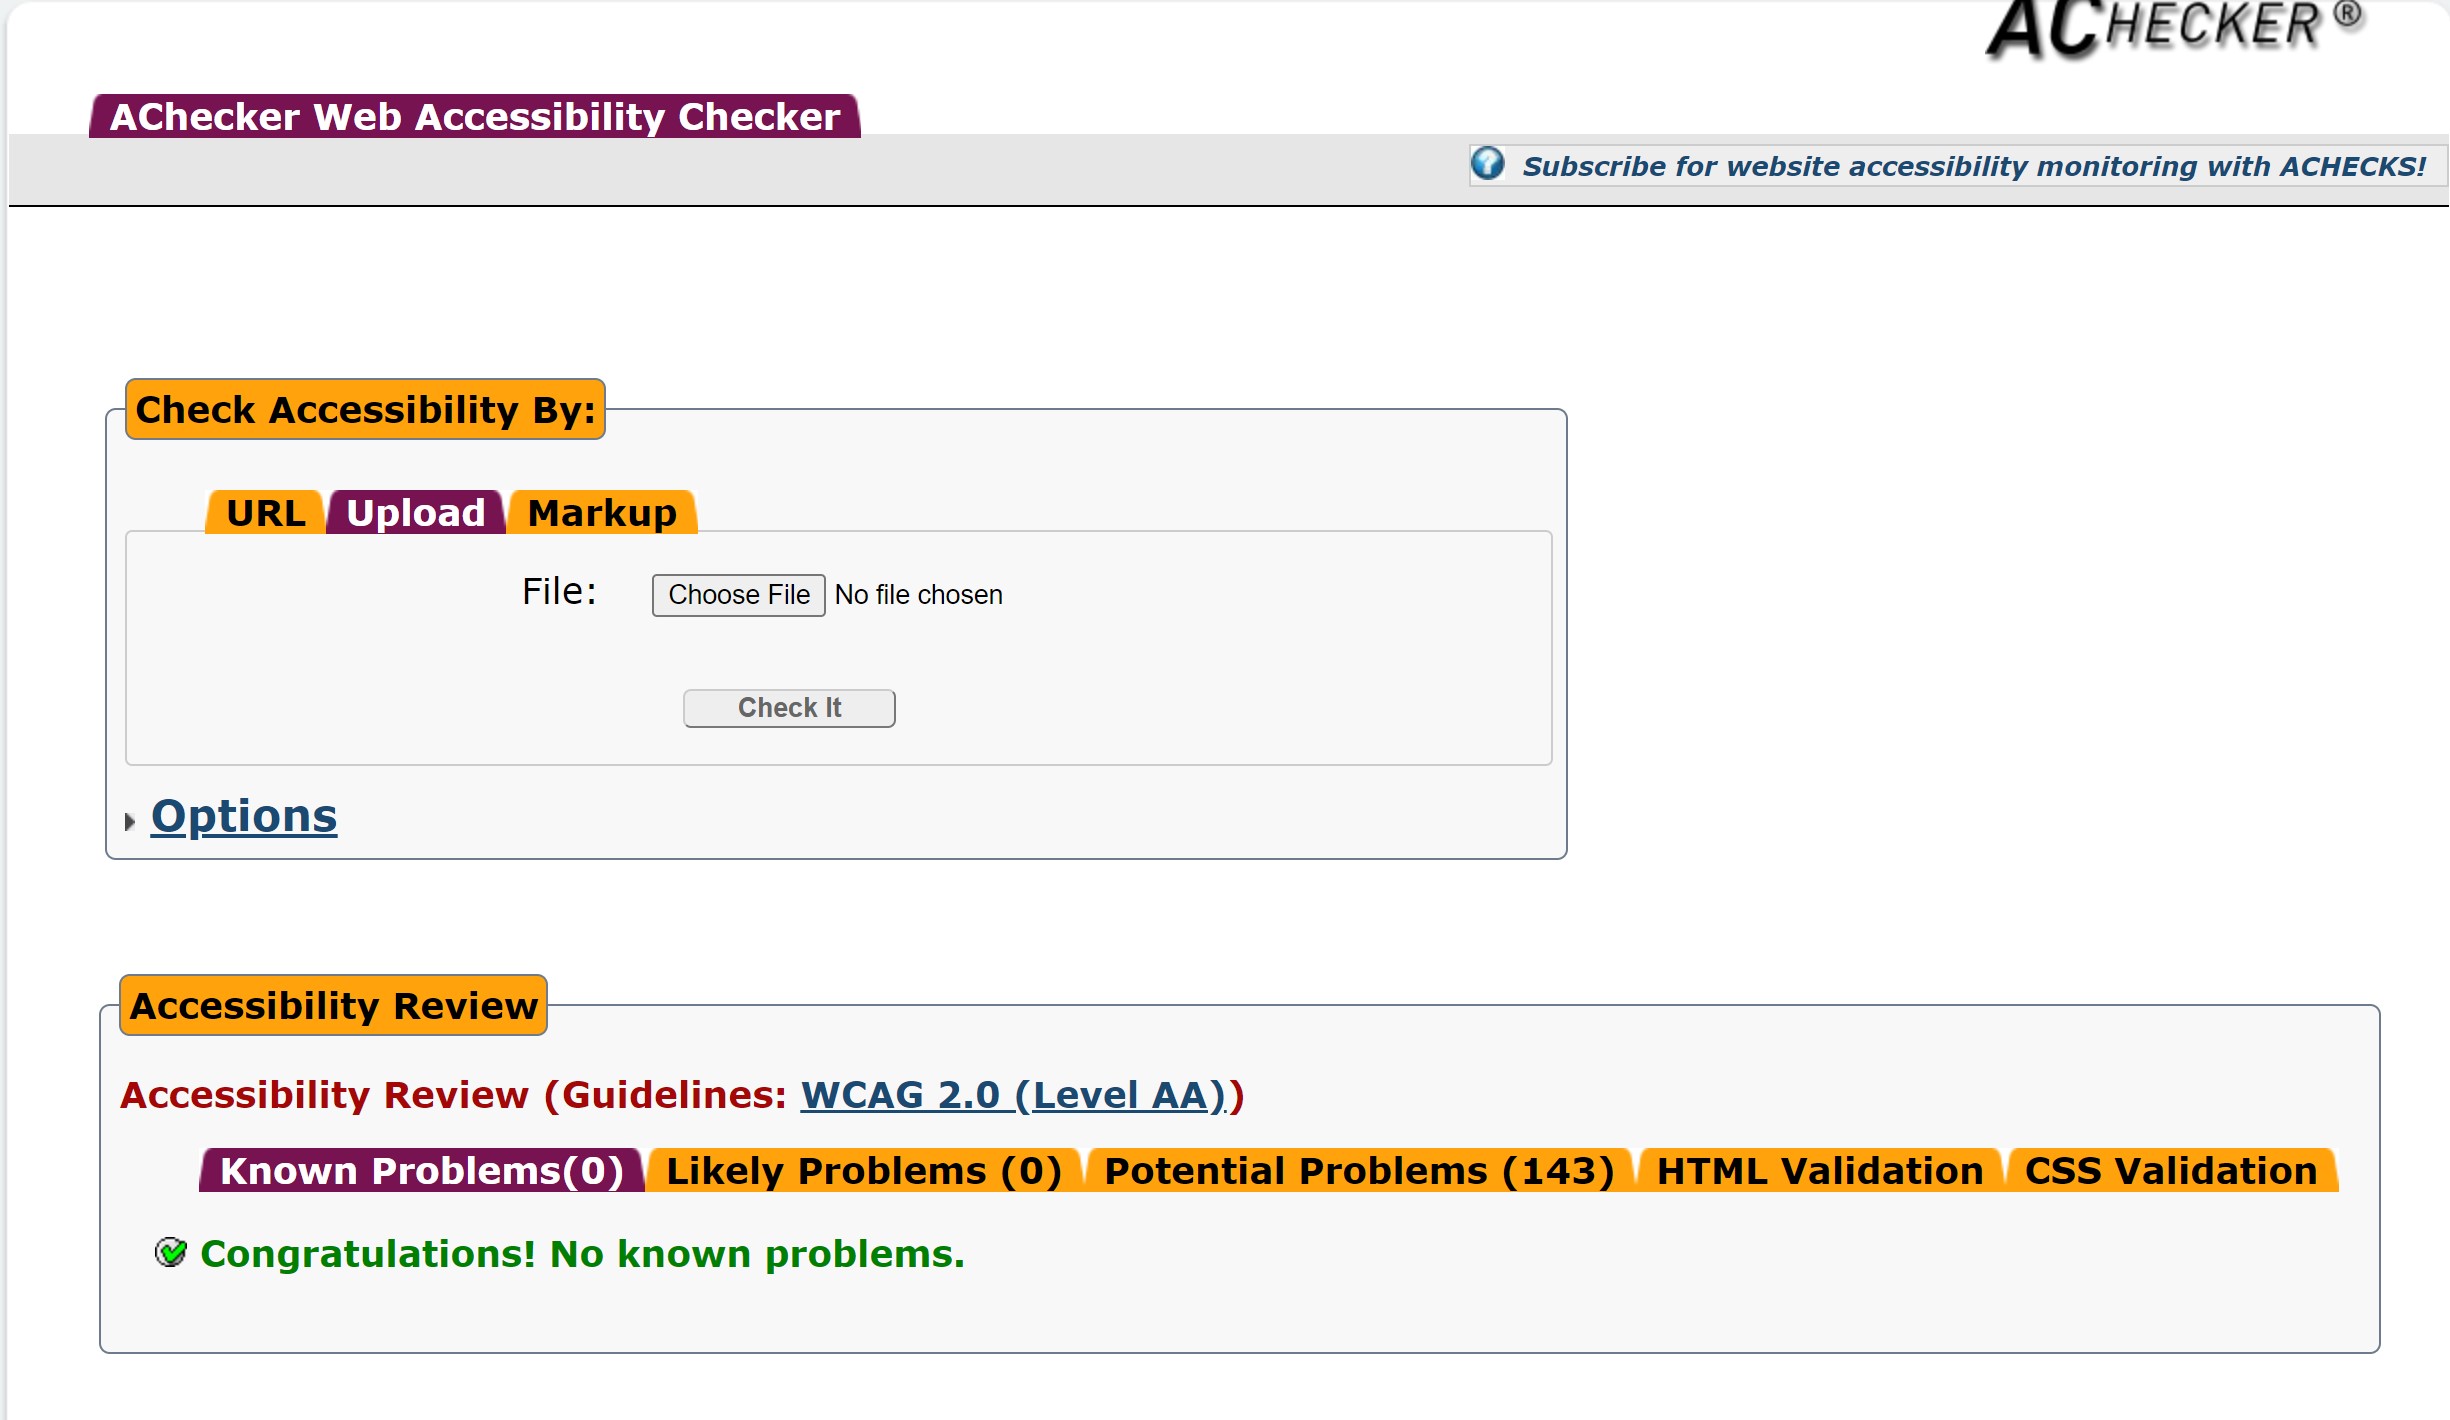 ACHECKER®
AChecker Web Accessibility Checker
Subscribe for website accessibility monitoring with ACHECKS!
Check Accessibility By:
URL Upload Markup
File: Choose File No file chosen
Check It
Options
Accessibility Review
Accessibility Review (Guidelines: WCAG 2.0 (Level AA))
Known Problems(0) Likely Problems (0) Potential Problems (143) HTML Validation CSS Validation
Congratulations! No known problems.